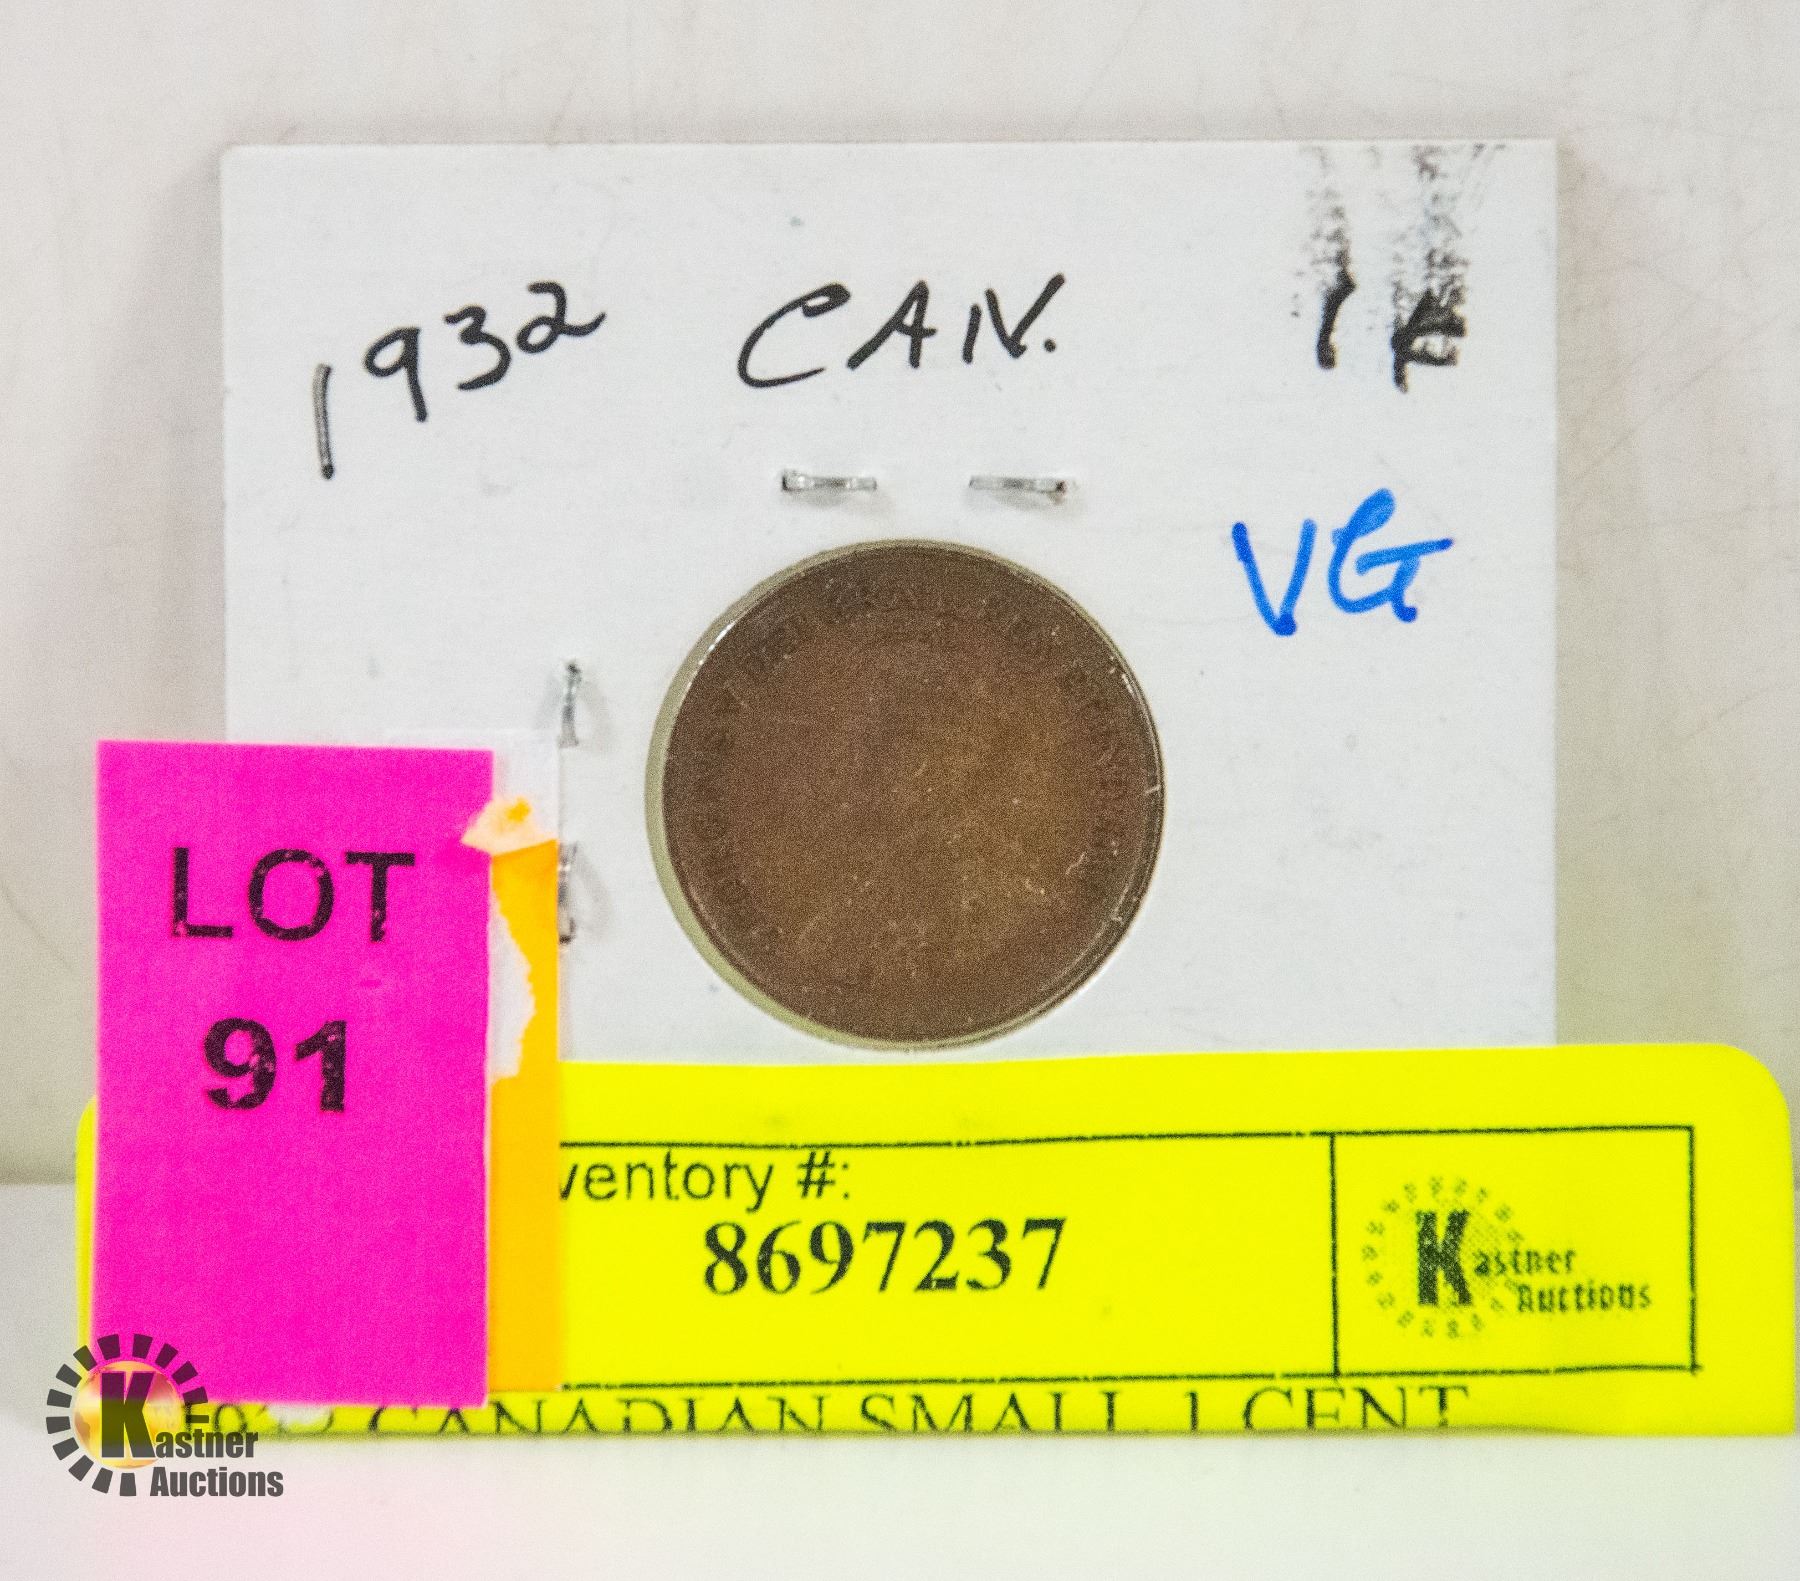 1932 CAN. 1¢
VG
LOT
91
ventory #:
8697237
Kastner
Auctions
CANADIAN SMALL 1 CENT
Kastner
Auctions